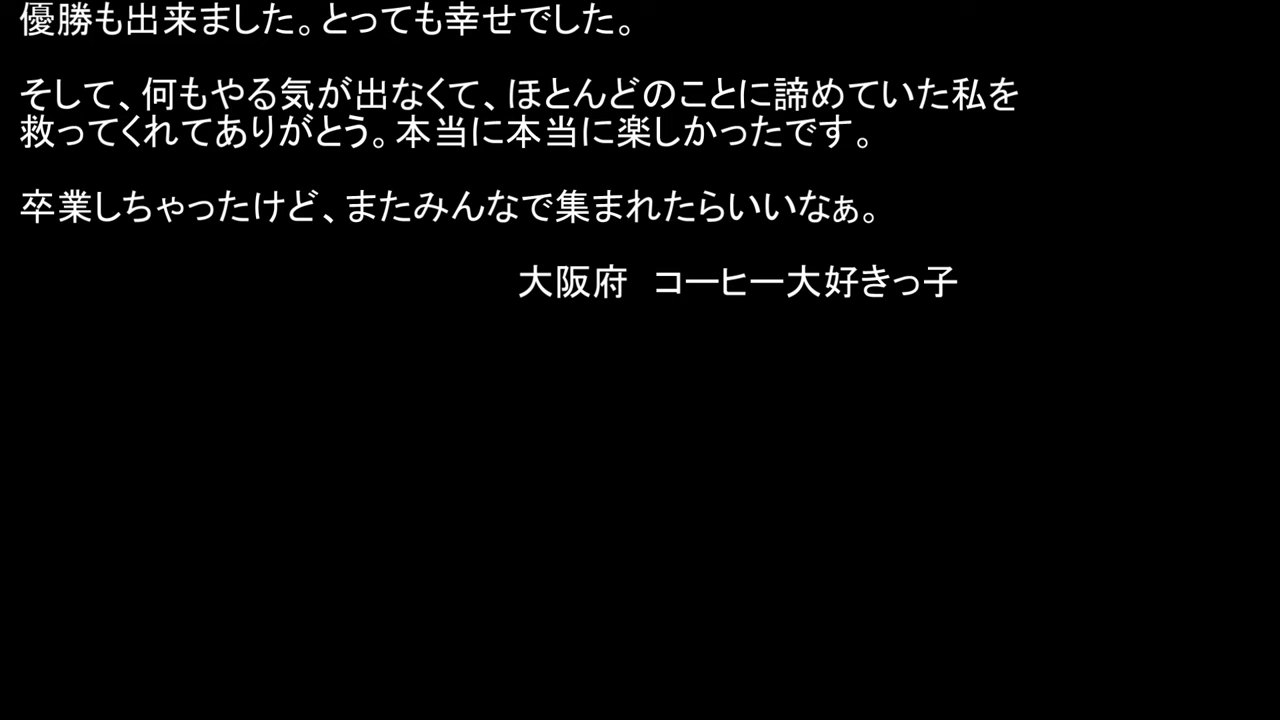 優勝も出来ました。とっても幸せでした。
そして、何もやる気が出なくて、ほとんどのことに諦めていた私を
救ってくれてありがとう。本当に本当に楽しかったです。
卒業しちゃったけど、またみんなで集まれたらいいなぁ。
大阪府　コーヒー大好きっ子